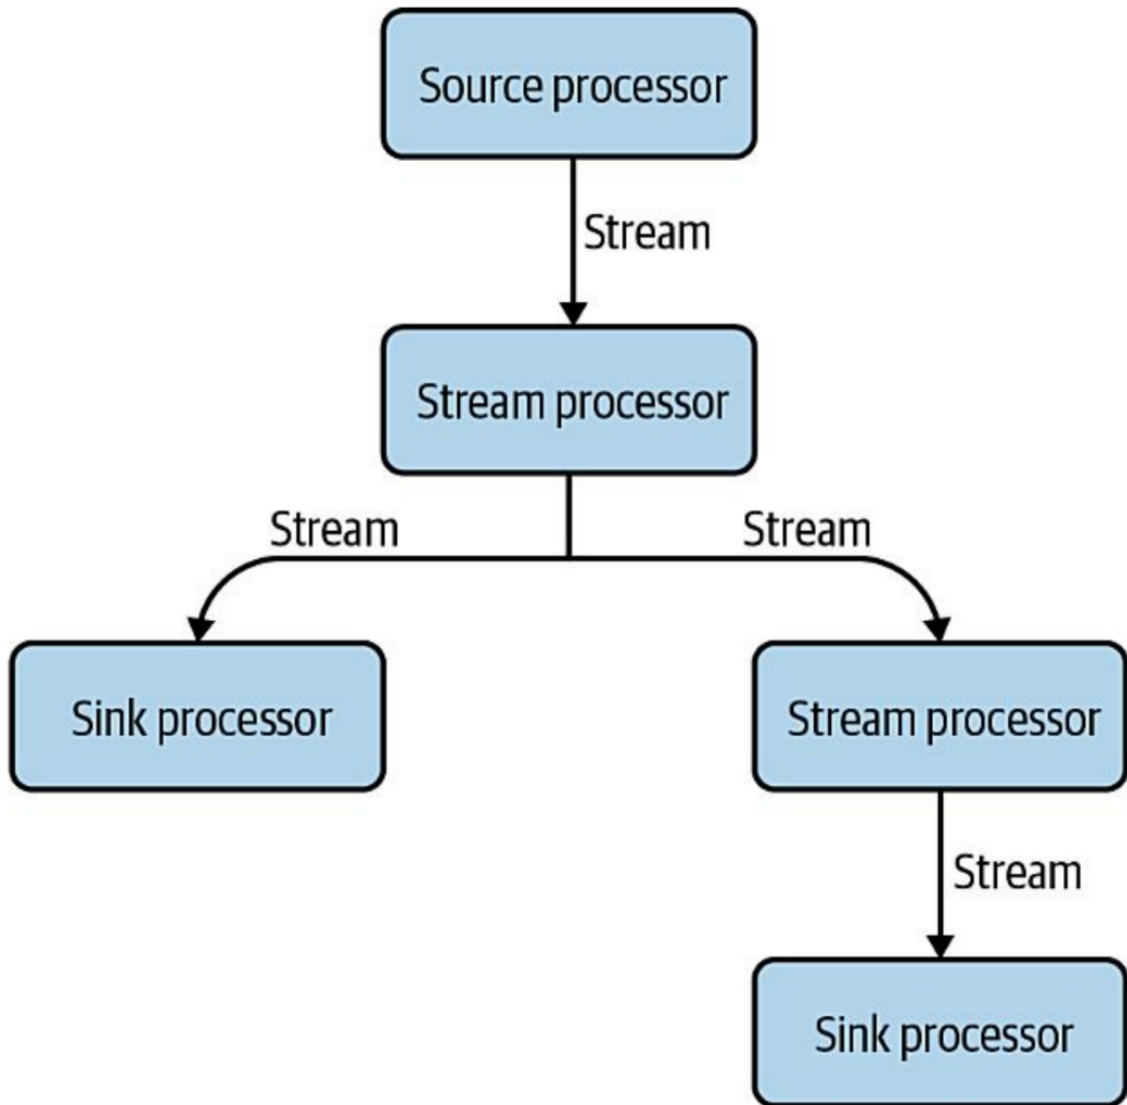 Source processor
Stream
Stream processor
Stream
Stream
Sink processor
Stream processor
Stream
Sink processor